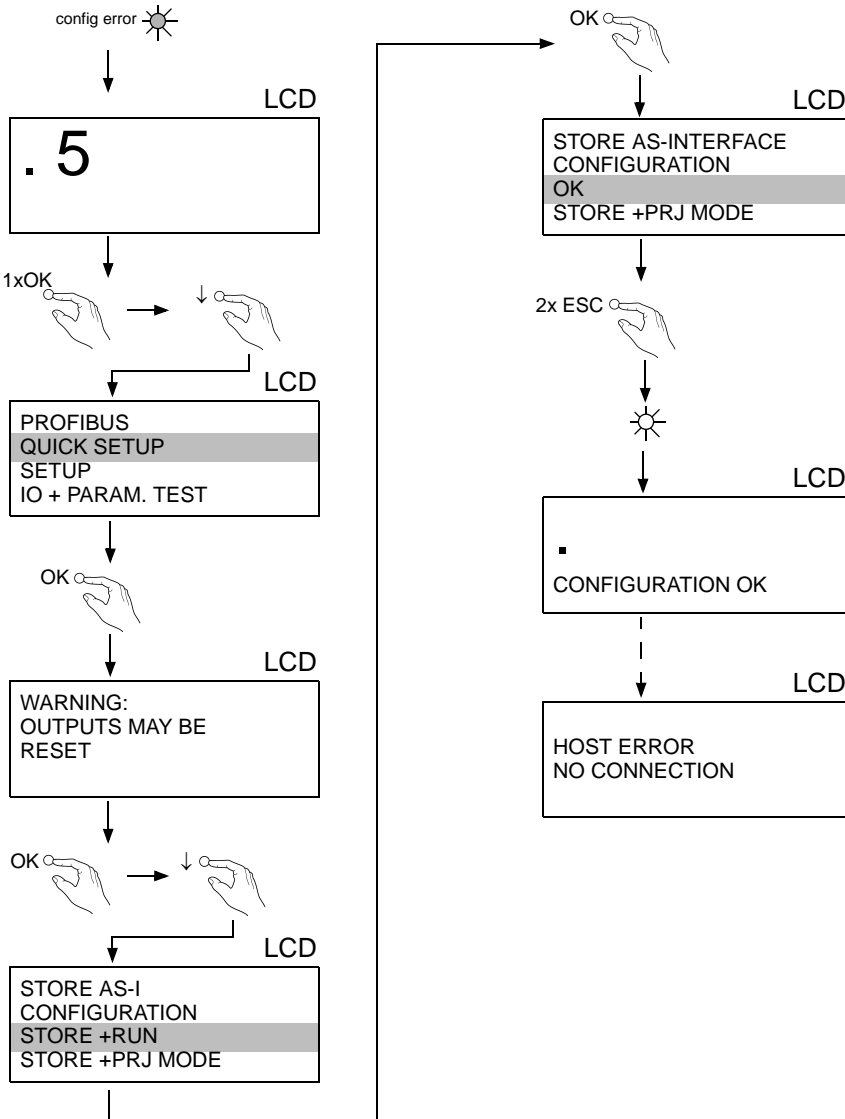 config error
LCD
. 5
1xOK
↓
LCD
PROFIBUS
QUICK SETUP
SETUP
IO + PARAM. TEST
OK
LCD
WARNING:
OUTPUTS MAY BE
RESET
OK
↓
LCD
STORE AS-I
CONFIGURATION
STORE +RUN
STORE +PRJ MODE
OK
LCD
STORE AS-INTERFACE
CONFIGURATION
OK
STORE +PRJ MODE
2x ESC
LCD
.
CONFIGURATION OK
LCD
HOST ERROR
NO CONNECTION